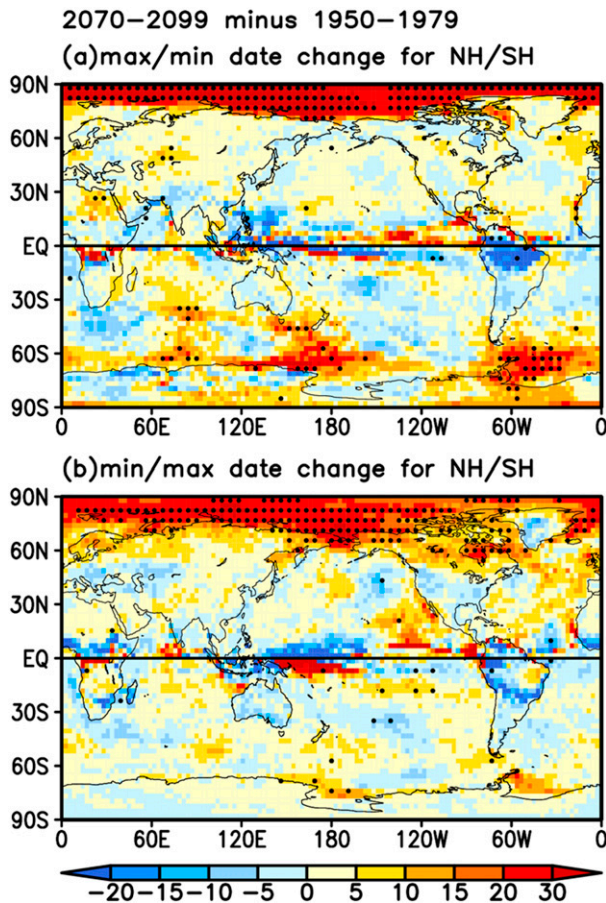 2070–2099 minus 1950–1979
(a)max/min date change for NH/SH
90N
60N
30N
EQ
30S
60S
90S
0 60E 120E 180 120W 60W 0
(b)min/max date change for NH/SH
90N
60N
30N
EQ
30S
60S
90S
0 60E 120E 180 120W 60W 0
−20 −15 −10 −5 0 5 10 15 20 30